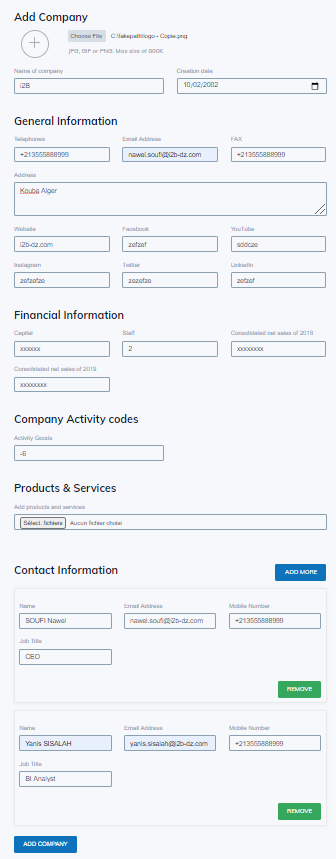 Add Company
Choose File C:\fakepath\logo - Copie.png
JPG, GIF or PNG. Max size of 800K
Name of company Creation date
i2B 10/02/2002
General Information
Telephones Email Address FAX
+213555888999 nawel.soufi@i2b-dz.com +213555888999
Address
Kouba Alger
Website Facebook YouTube
i2b-dz.com zefzef sddcze
Instagram Twitter LinkedIn
zefzefze zezefze zefzef
Financial Information
Capital Staff Consolidated net sales of 2018
xxxxxx 2 xxxxxxxx
Consolidated net sales of 2019
xxxxxxxx
Company Activity codes
Activity Goods
-6
Products & Services
Add products and services
Sélect. fichiers Aucun fichier choisi
Contact Information ADD MORE
Name Email Address Mobile Number
SOUFI Nawel nawel.soufi@i2b-dz.com +213555888999
Job Title
CEO
REMOVE
Name Email Address Mobile Number
Yanis SISALAH yanis.sisalah@i2b-dz.com +213555888999
Job Title
BI Analyst
REMOVE
ADD COMPANY